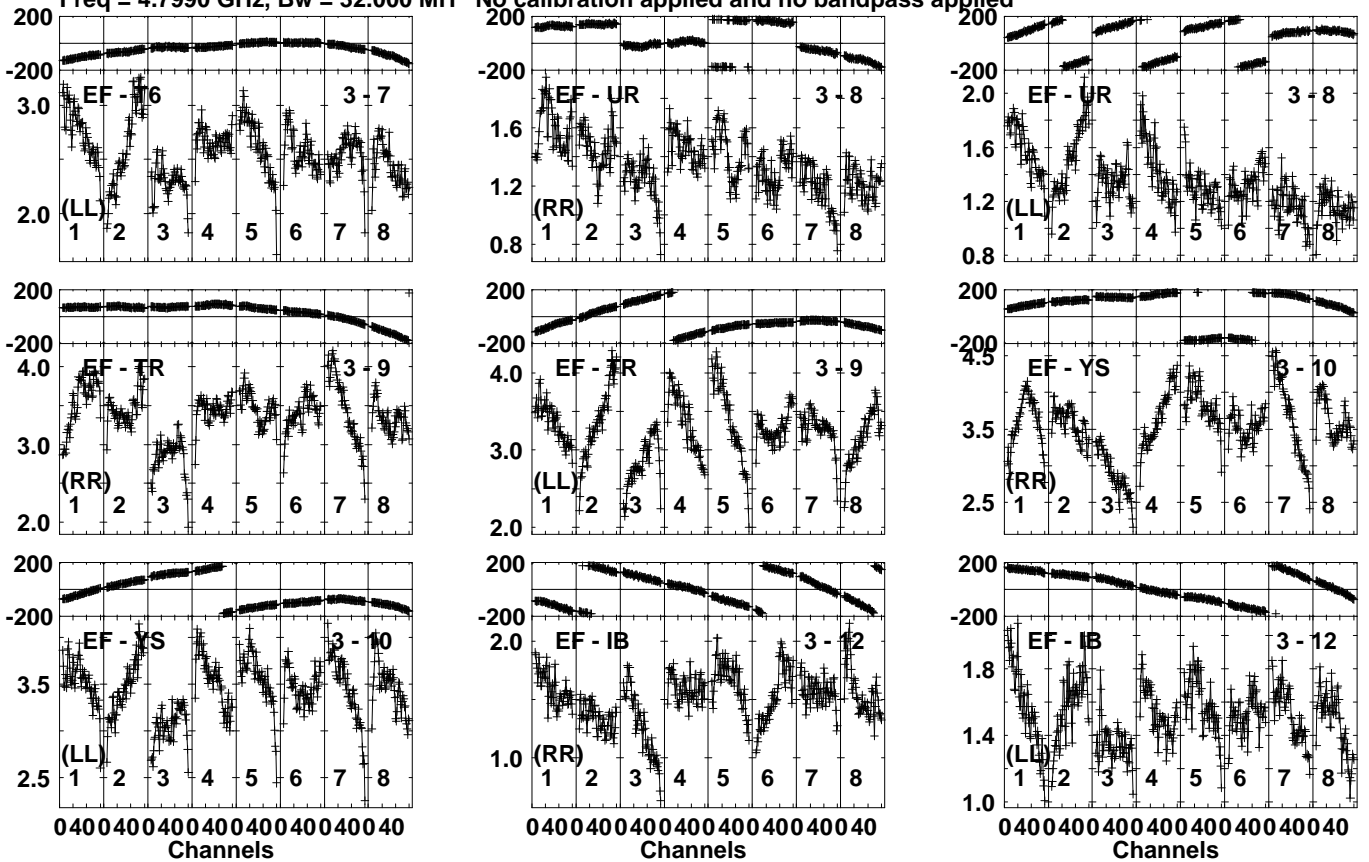 Freq = 4.7990 GHz, Bw = 32.000 MH No calibration applied and no bandpass applied
200 200 200
-200 -200 -200
EF - T6 3 - 7 EF - UR 3 - 8 EF - UR 3 - 8
3.0 1.6 2.0
1.6
2.0 1.2 1.2
0.8 0.8
(LL) (RR) (LL)
1 2 3 4 5 6 7 8 1 2 3 4 5 6 7 8 1 2 3 4 5 6 7 8
200 200 200
-200 -200 -200
EF - TR 3 - 9 EF - TR 3 - 9 EF - YS 3 - 10
4.0 4.0 4.5
3.0 3.0 3.5
2.0 2.0 2.5
(RR) (LL) (RR)
1 2 3 4 5 6 7 8 1 2 3 4 5 6 7 8 1 2 3 4 5 6 7 8
200 200 200
-200 -200 -200
EF - YS 3 - 10 EF - IB 3 - 12 EF - IB 3 - 12
3.5 2.0 1.8
2.5 1.0 1.4
1.0
(LL) (RR) (LL)
1 2 3 4 5 6 7 8 1 2 3 4 5 6 7 8 1 2 3 4 5 6 7 8
0 40 0 40 0 40 0 40 0 40 0 40 0 40 0 40 0 40 0 40 0 40 0 40 0 40 0 40 0 40 0 40 0 40 0 40 0 40 0 40 0 40 0 40 0 40 0 40
Channels Channels Channels